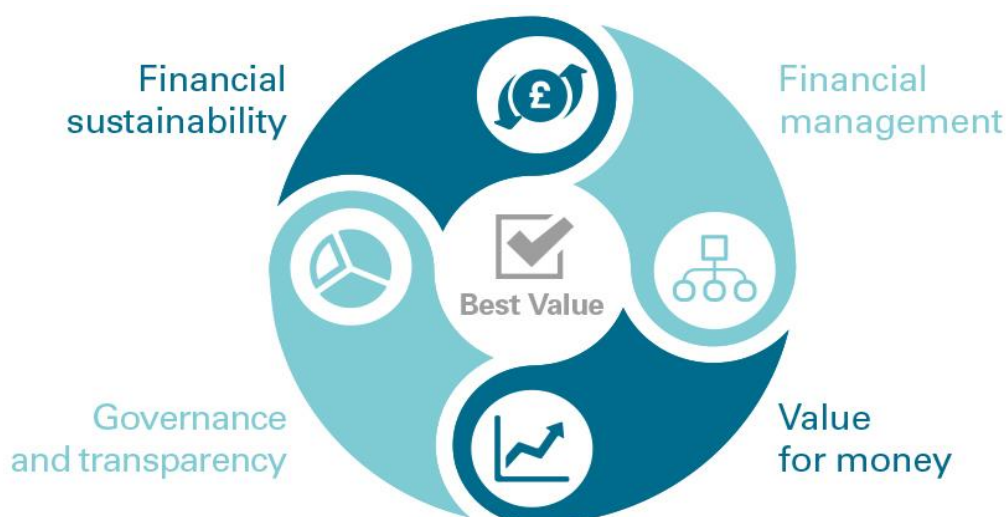 Financial
sustainability
Financial
management
£
Best Value
Governance
and transparency
Value
for money